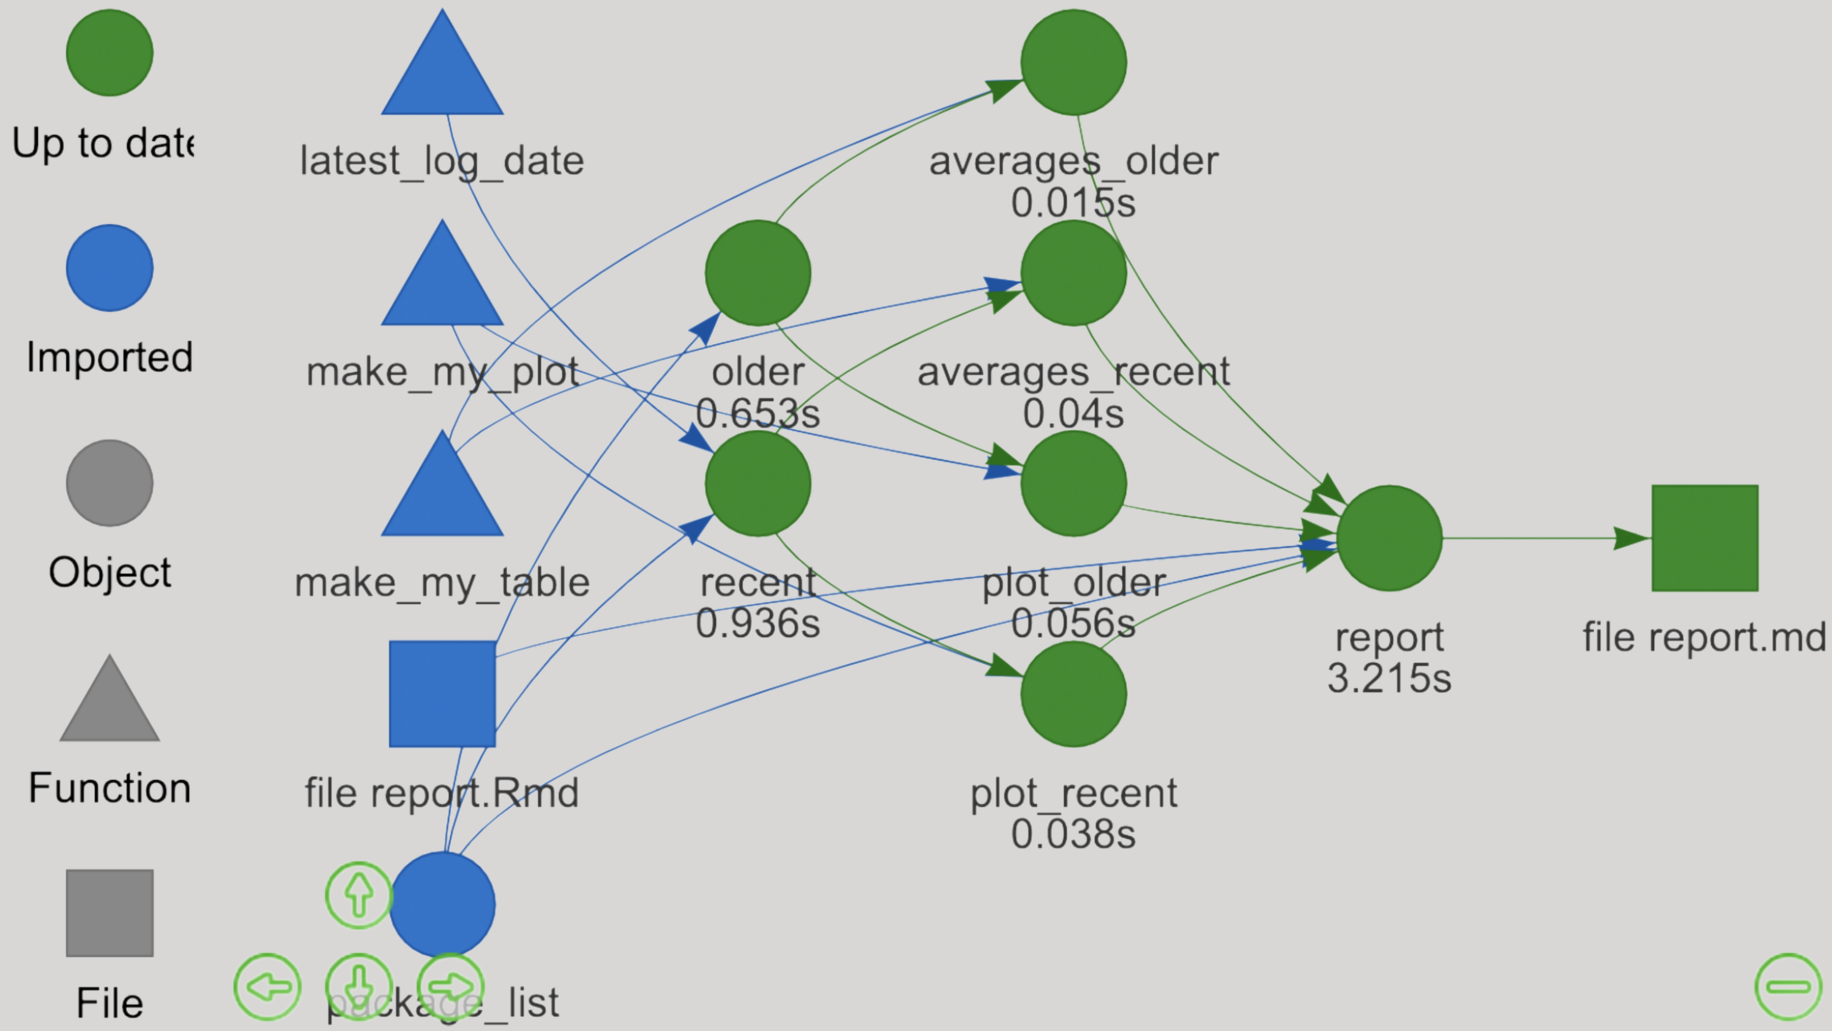 Up to date
Imported
Object
Function
File
latest_log_date
make_my_plot
make_my_table
file report.Rmd
package_list
older
0.653s
recent
0.936s
averages_older
0.015s
averages_recent
0.04s
plot_older
0.056s
plot_recent
0.038s
report
3.215s
file report.md